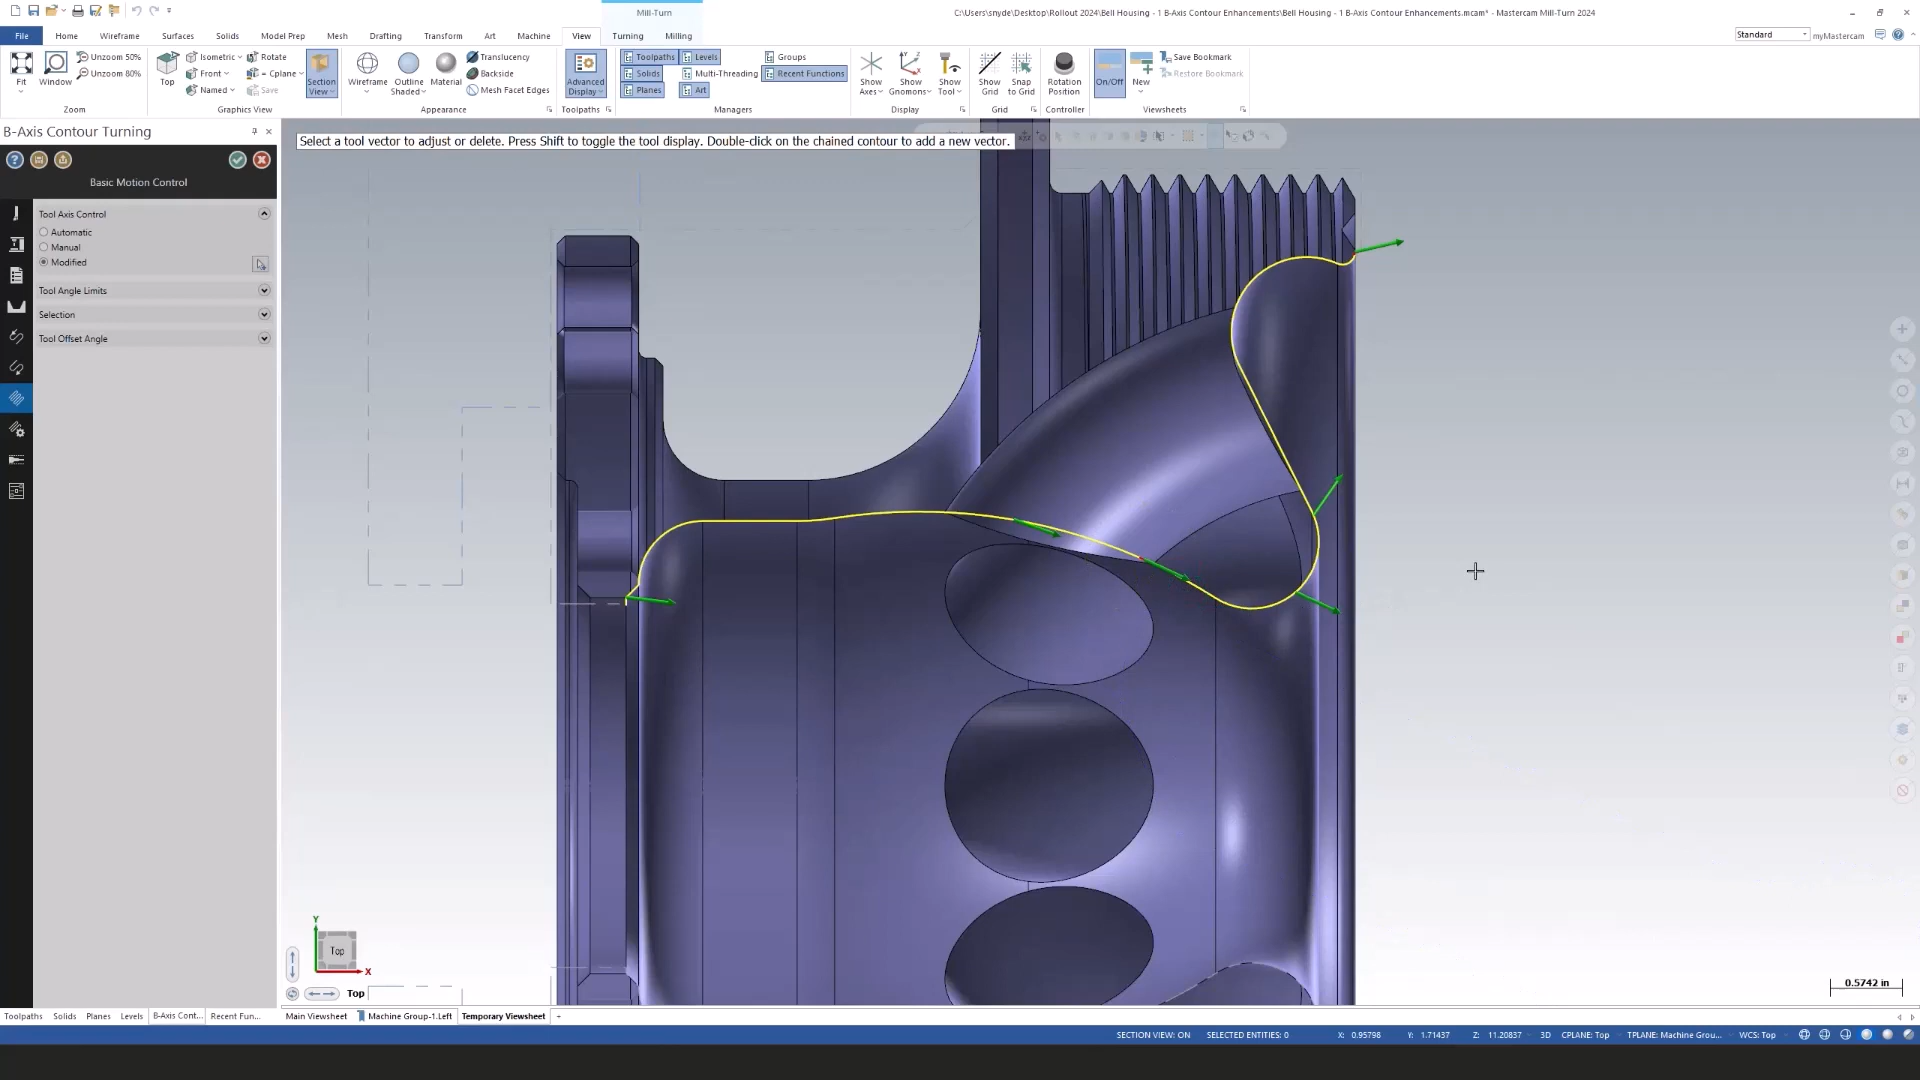 Mill-Turn
C:\Users\snyde\Desktop\Rollout 2024\Bell Housing - 1 B-Axis Contour Enhancements\Bell Housing - 1 B-Axis Contour Enhancements.mcam* - Mastercam Mill-Turn 2024
File Home Wireframe Surfaces Solids Model Prep Mesh Drafting Transform Art Machine View Turning Milling
Standard myMastercam
Fit Window Unzoom 50% Unzoom 80%
Zoom
Top Isometric Front Named Rotate = Cplane Save Section View
Graphics View
Wireframe Outline Shaded Material Translucency Backside Mesh Facet Edges
Appearance
Advanced Display
Toolpaths
Toolpaths Solids Planes Levels Multi-Threading Art Groups Recent Functions
Managers
Show Axes Show Gnomons Show Tool
Display
Show Grid Snap to Grid
Grid
Rotation Position
Controller
On/Off New Save Bookmark Restore Bookmark
Viewsheets
B-Axis Contour Turning
Basic Motion Control
Tool Axis Control
Automatic
Manual
Modified
Tool Angle Limits
Selection
Tool Offset Angle
Select a tool vector to adjust or delete. Press Shift to toggle the tool display. Double-click on the chained contour to add a new vector.
Y
Top
X
Top
0.5742 in
Toolpaths Solids Planes Levels B-Axis Cont... Recent Fun... Main Viewsheet Machine Group-1.Left Temporary Viewsheet +
SECTION VIEW: ON SELECTED ENTITIES: 0 X: 0.95798 Y: 1.71437 Z: 11.20837 3D CPLANE: Top TPLANE: Machine Grou... WCS: Top